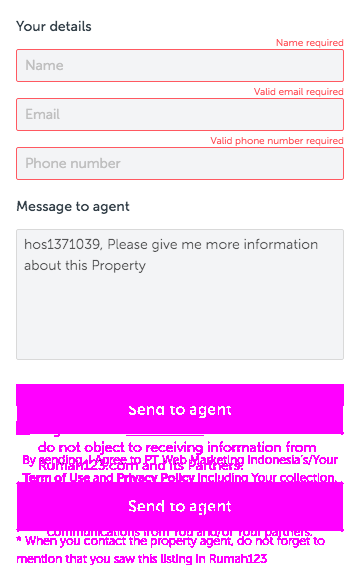 Your details
Name required
Name
Valid email required
Email
Valid phone number required
Phone number
Message to agent
hos1371039, Please give me more information
about this Property
Send to agent
do not object to receiving information from
By sending, I Agree to PT Web Marketing Indonesia's/Your
Rumah123.com and its Partners.
Term of Use and Privacy Policy including Your collection,
Send to agent
communications from You and/or Your partners.
* When you contact the property agent, do not forget to
mention that you saw this listing in Rumah123